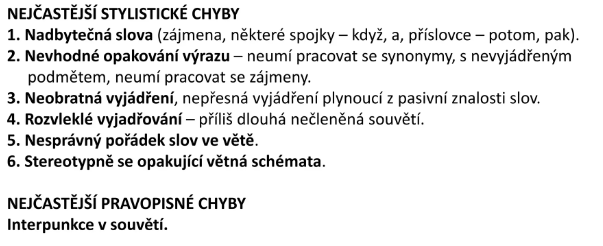 NEJČASTĚJŠÍ STYLISTICKÉ CHYBY
1. Nadbytečná slova (zájmena, některé spojky – když, a, příslovce – potom, pak).
2. Nevhodné opakování výrazu – neumí pracovat se synonymy, s nevyjádřeným
podmětem, neumí pracovat se zájmeny.
3. Neobratná vyjádření, nepřesná vyjádření plynoucí z pasivní znalosti slov.
4. Rozvleklé vyjadřování – příliš dlouhá nečleněná souvětí.
5. Nesprávný pořádek slov ve větě.
6. Stereotypně se opakující větná schémata.
NEJČASTĚJŠÍ PRAVOPISNÉ CHYBY
Interpunkce v souvětí.